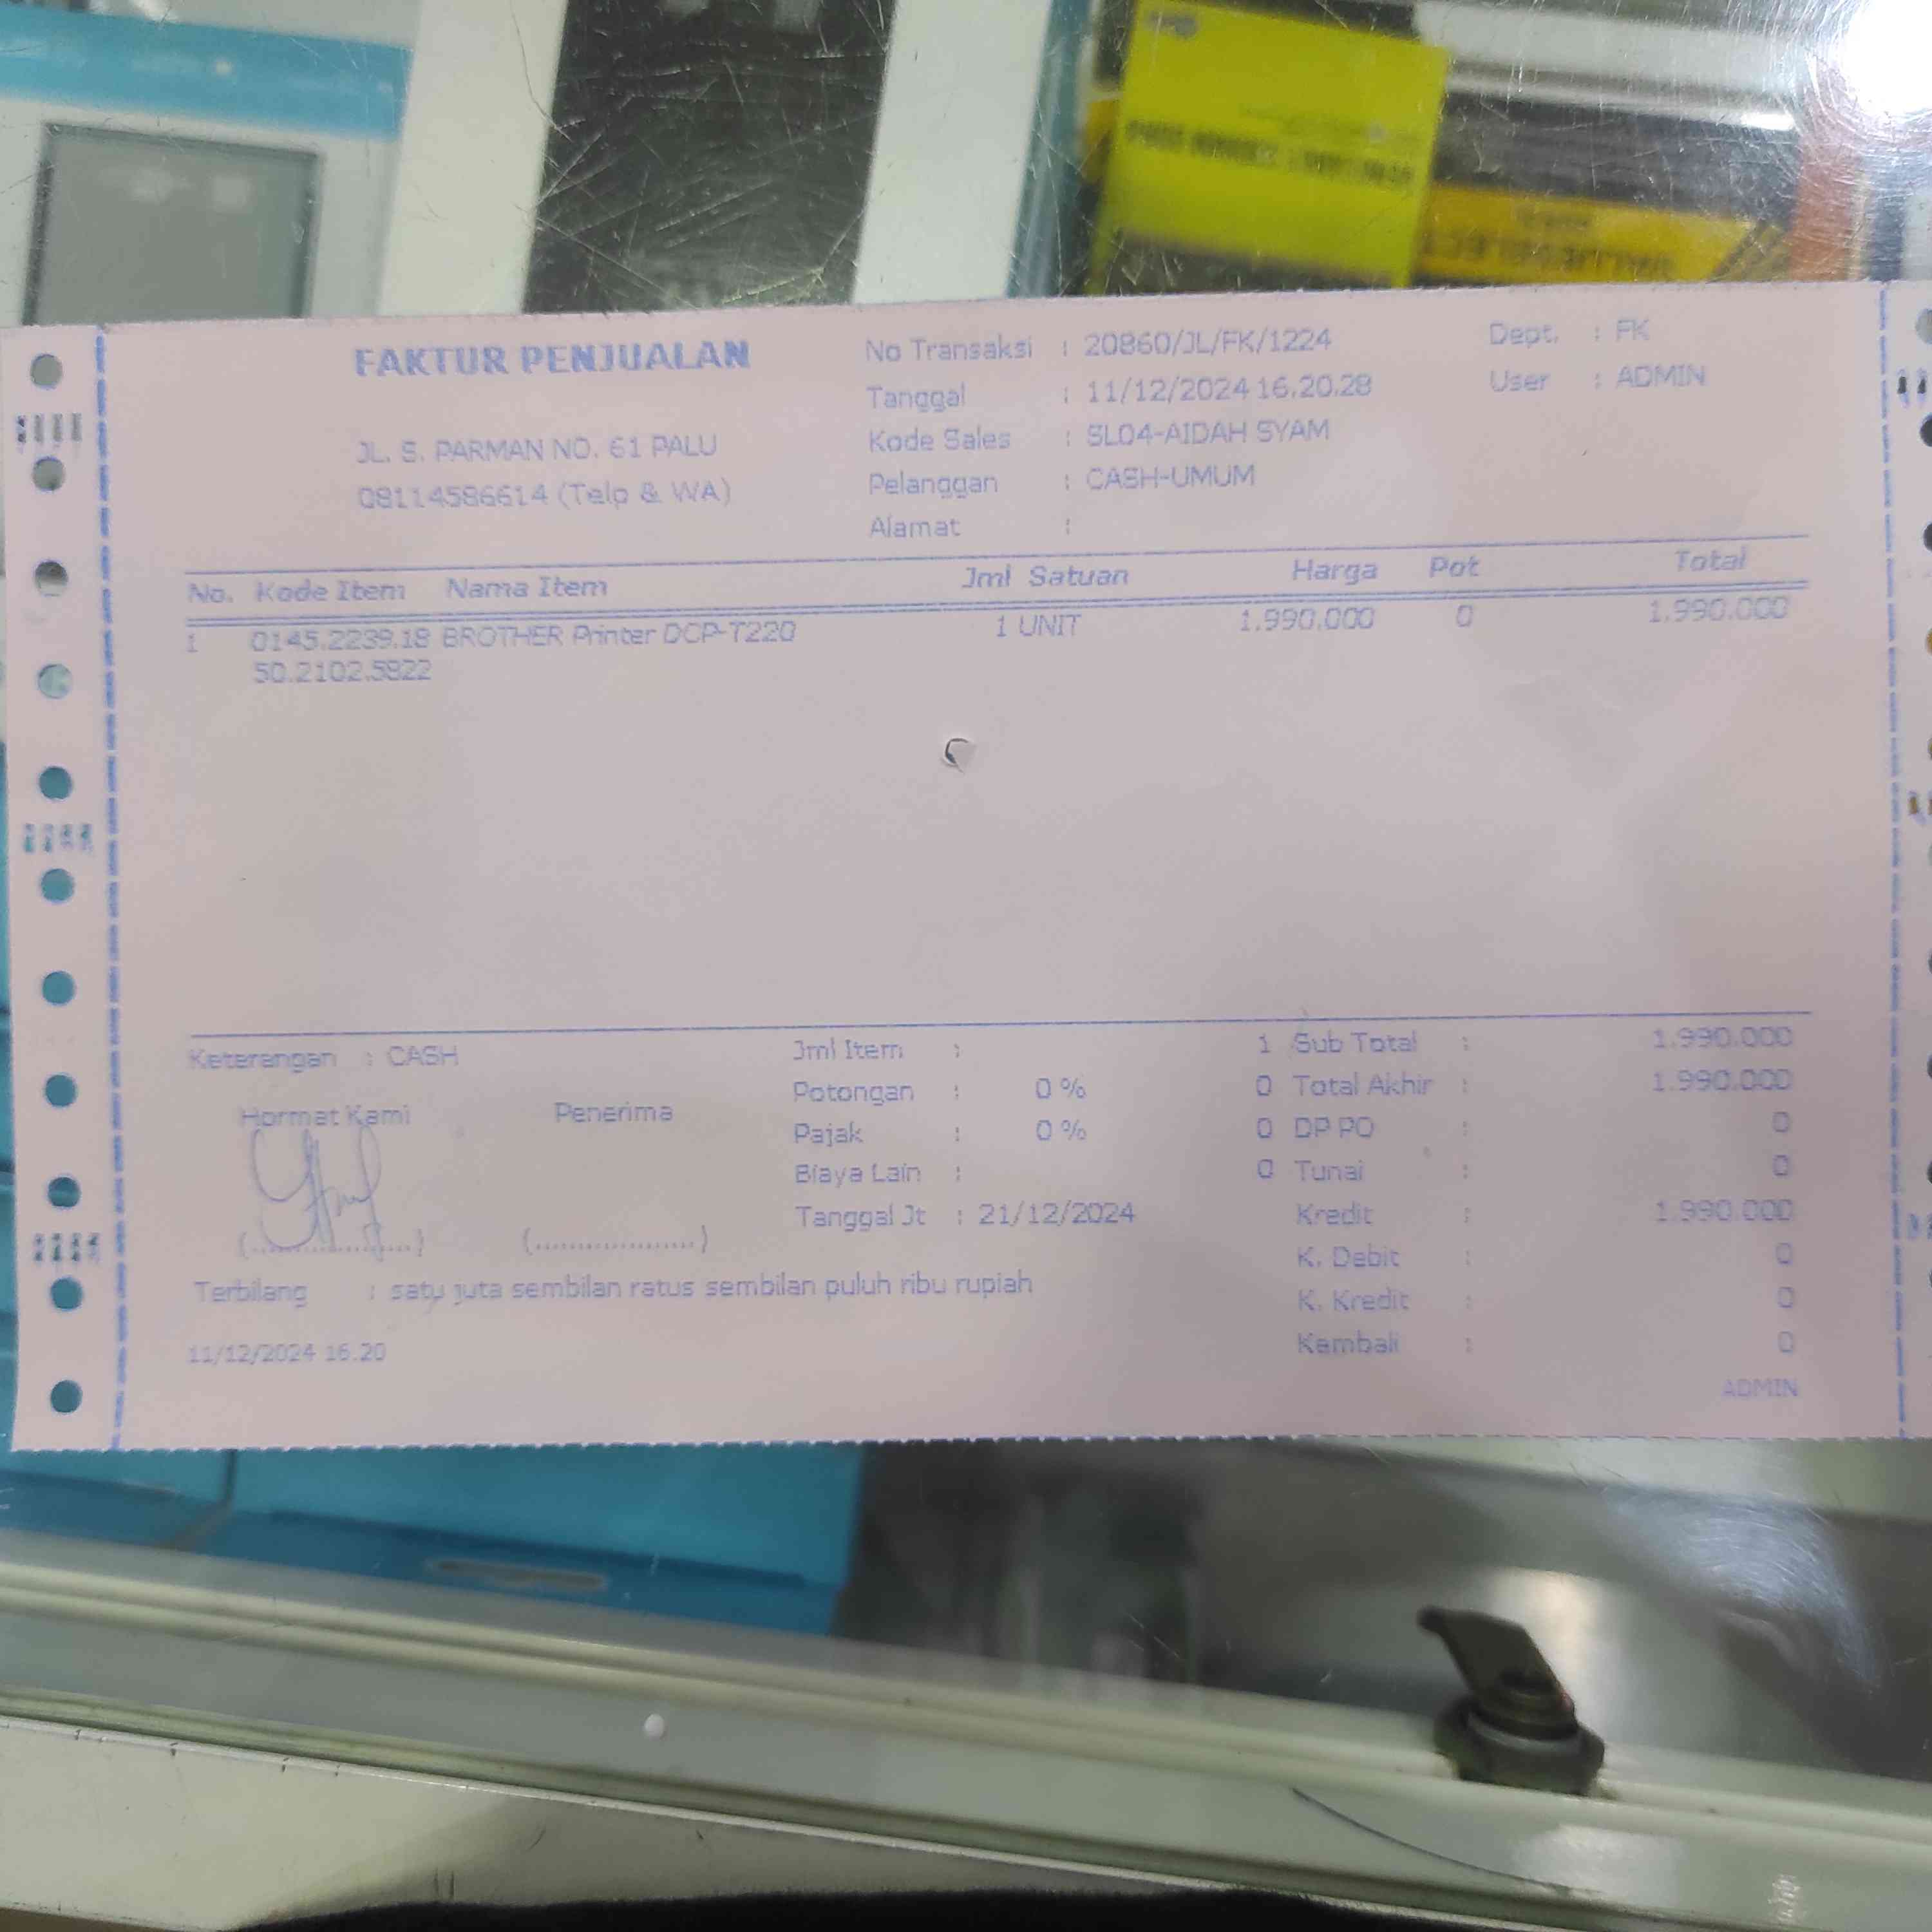 FAKTUR PENJUALAN
JL. S. PARMAN NO. 61 PALU
08114586614 (Telp & WA)
No Transaksi : 20860/JL/FK/1224
Tanggal : 11/12/2024 16.20.28
Kode Sales : SL04-AIDAH SYAM
Pelanggan : CASH-UMUM
Alamat :
Dept. : FK
User : ADMIN
No. Kode Item Nama Item Jml Satuan Harga Pot Total
1 0145.2239.18 BROTHER Printer DCP-T220 1 UNIT 1.990.000 0 1.990.000
50.2102.5822
Keterangan : CASH
Hormat Kami Penerima
(....................) (....................)
Jml Item : 1
Potongan : 0 % 0
Pajak : 0 % 0
Biaya Lain : 0
Tanggal Jt : 21/12/2024
Sub Total : 1.990.000
Total Akhir : 1.990.000
DP PO : 0
Tunai : 0
Kredit : 1.990.000
K. Debit : 0
K. Kredit : 0
Kembali : 0
Terbilang : satu juta sembilan ratus sembilan puluh ribu rupiah
11/12/2024 16.20
ADMIN